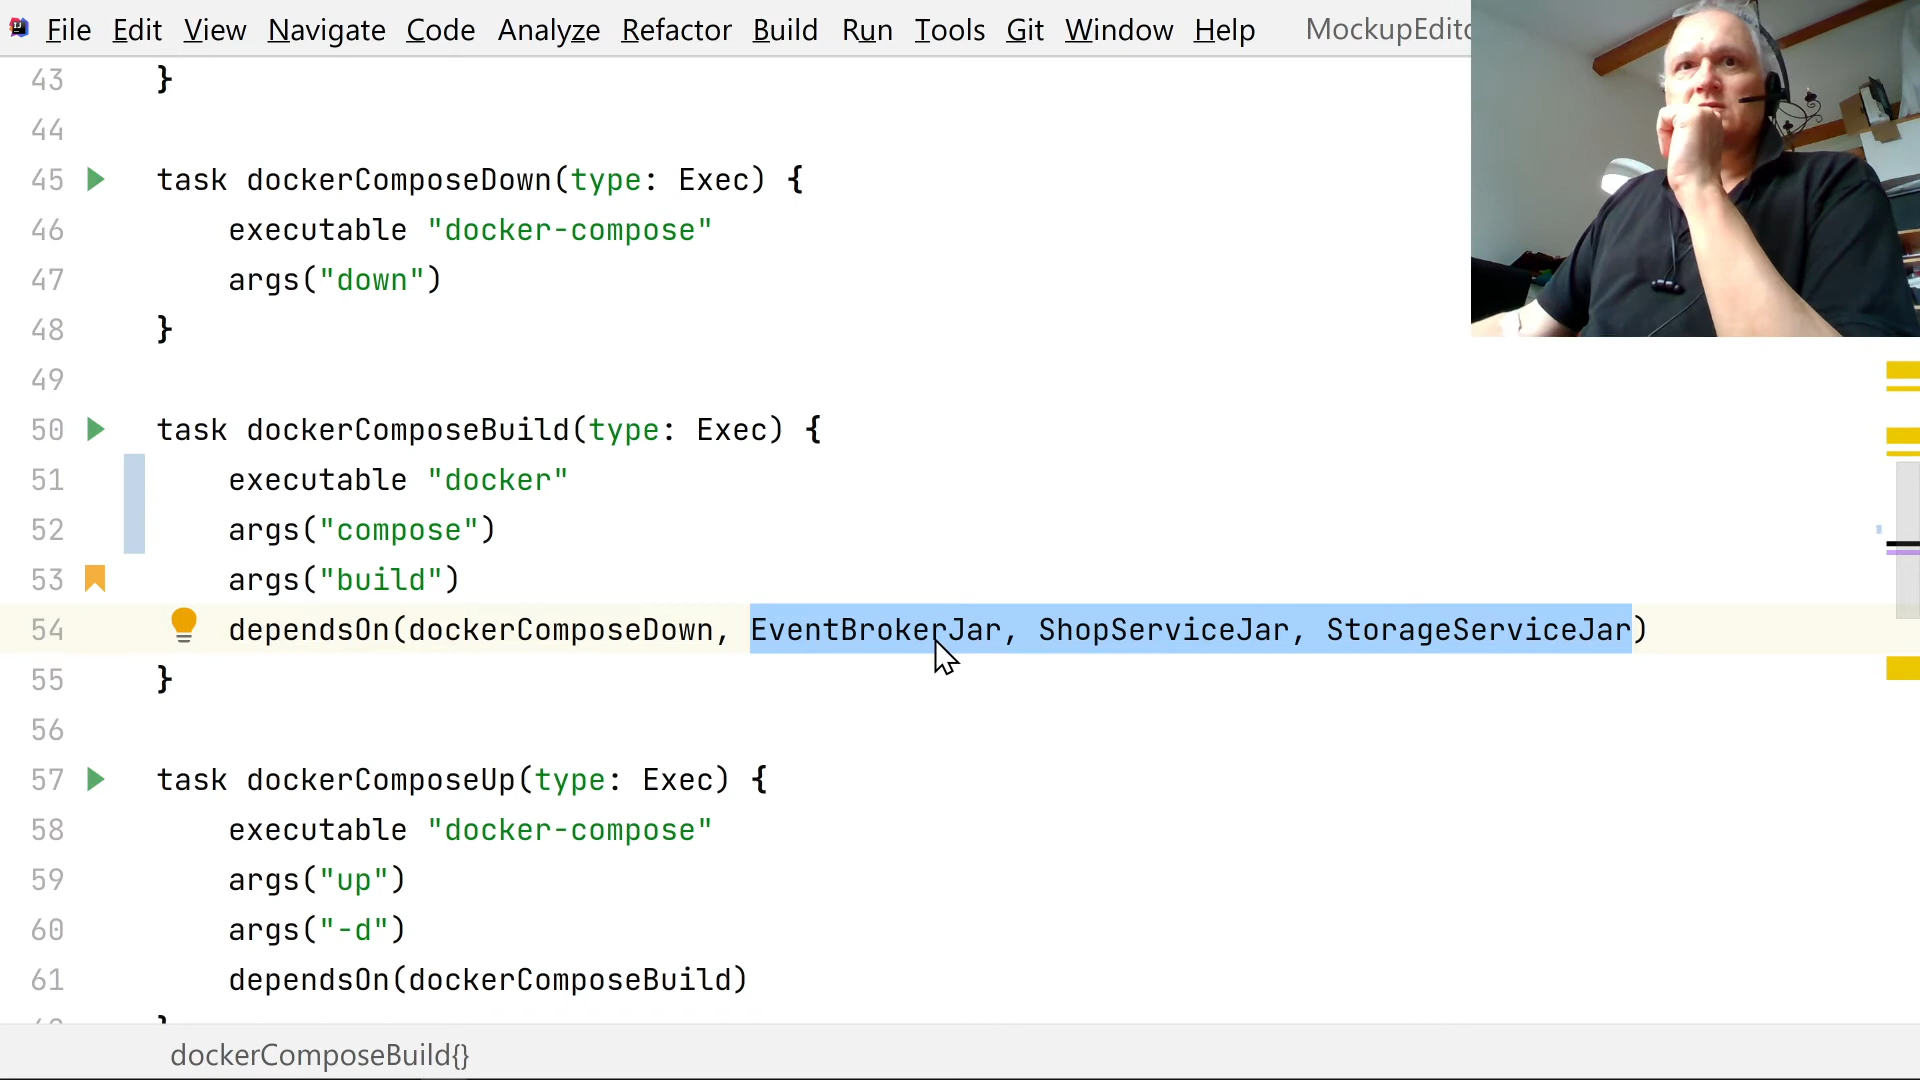 File Edit View Navigate Code Analyze Refactor Build Run Tools Git Window Help
43 }
44
45 task dockerComposeDown(type: Exec) {
46 executable "docker-compose"
47 args("down")
48 }
49
50 task dockerComposeBuild(type: Exec) {
51 executable "docker"
52 args("compose")
53 args("build")
54 dependsOn(dockerComposeDown, EventBrokerJar, ShopServiceJar, StorageServiceJar)
55 }
56
57 task dockerComposeUp(type: Exec) {
58 executable "docker-compose"
59 args("up")
60 args("-d")
61 dependsOn(dockerComposeBuild)
dockerComposeBuild{}